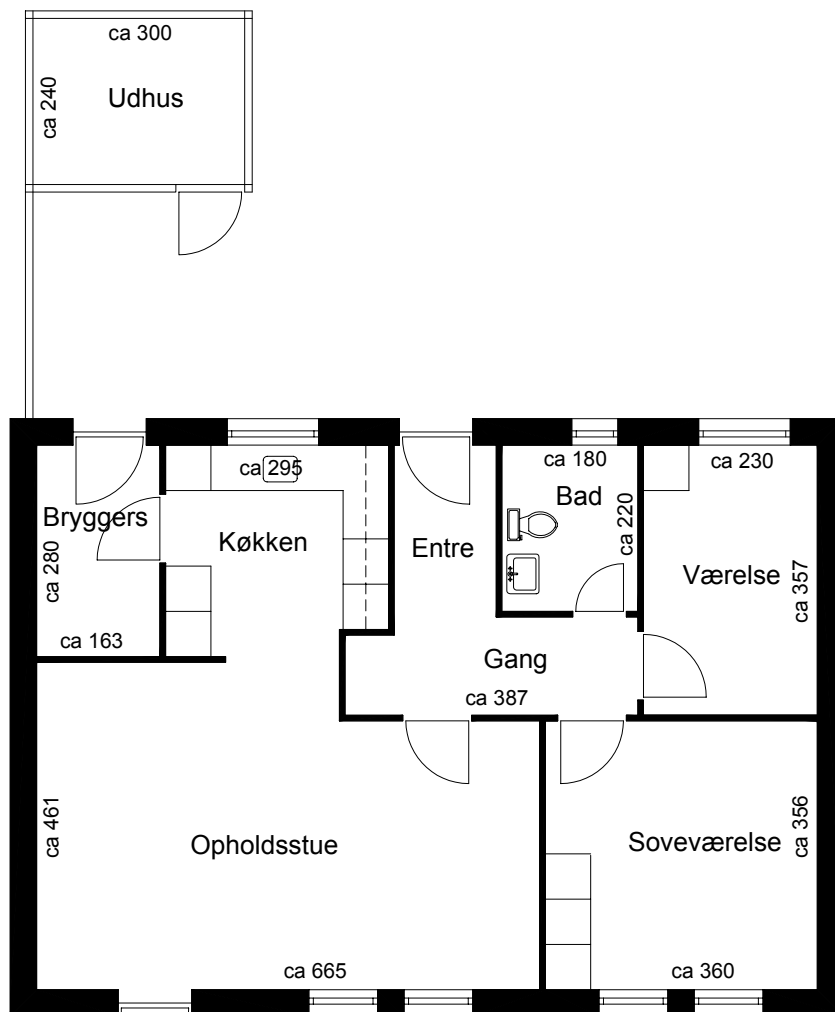 ca 300
ca 240
Udhus
ca 295
ca 180
ca 230
Bad
Bryggers
ca 220
Køkken
Entre
ca 280
Værelse
ca 357
ca 163
Gang
ca 387
ca 461
Opholdsstue
Soveværelse
ca 356
ca 665
ca 360